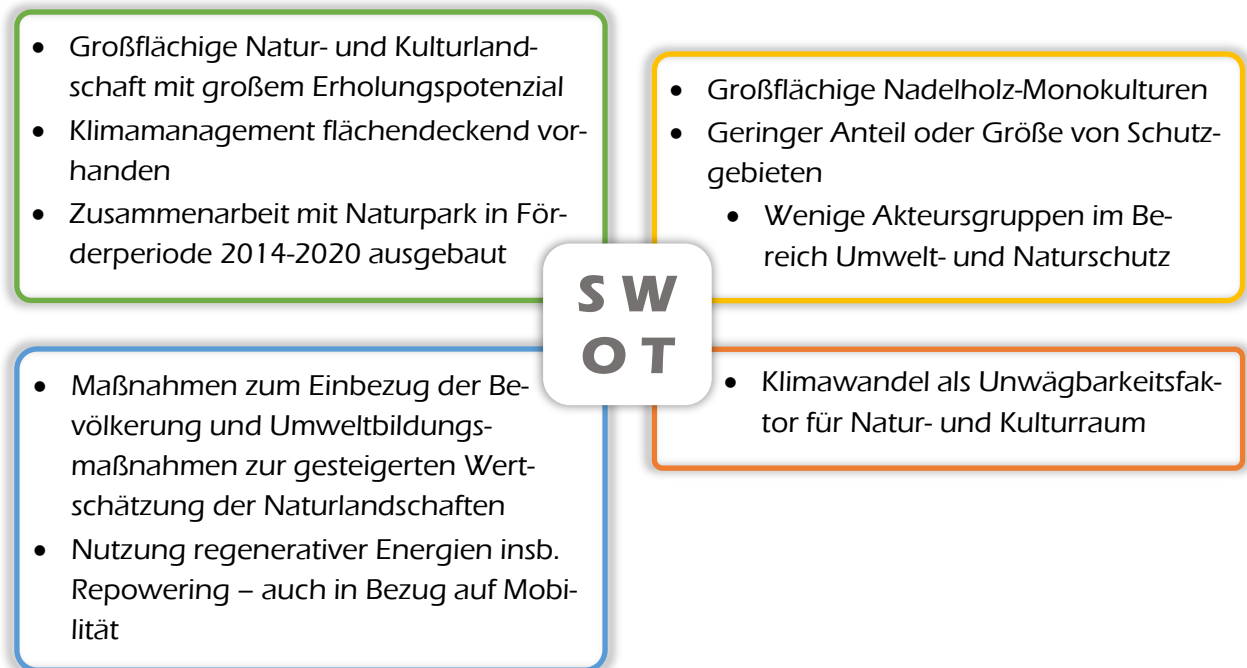 • Großflächige Natur- und Kulturland-
schaft mit großem Erholungspotenzial
• Klimamanagement flächendeckend vor-
handen
• Zusammenarbeit mit Naturpark in För-
derperiode 2014-2020 ausgebaut
• Großflächige Nadelholz-Monokulturen
• Geringer Anteil oder Größe von Schutz-
gebieten
• Wenige Akteursgruppen im Be-
reich Umwelt- und Naturschutz
S W
O T
• Maßnahmen zum Einbezug der Be-
völkerung und Umweltbildungs-
maßnahmen zur gesteigerten Wert-
schätzung der Naturlandschaften
• Nutzung regenerativer Energien insb.
Repowering – auch in Bezug auf Mobi-
lität
• Klimawandel als Unwägbarkeitsfak-
tor für Natur- und Kulturraum